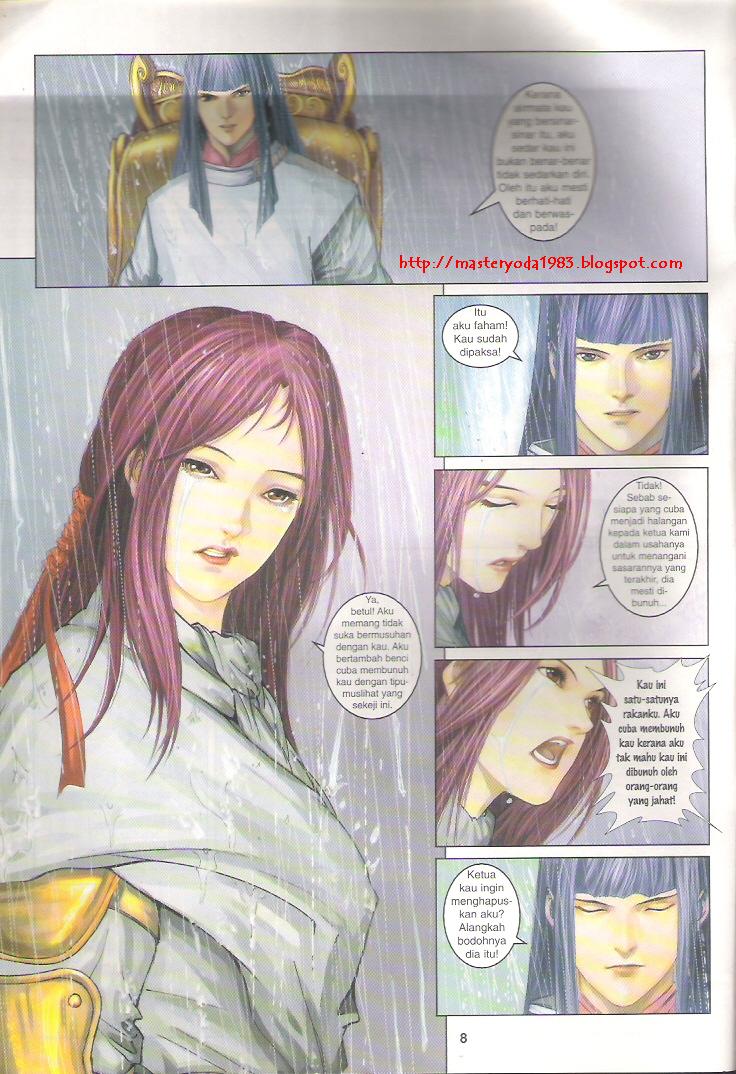 Kerana
airmata kau
yang bersinar-
sinar itu, aku
sedar kau ini
bukan benar-benar
tidak sedarkan diri.
Oleh itu aku mesti
berhati-hati
dan berwas-
pada!
http://masteryoda1983.blogspot.com
Ya,
betul! Aku
memang tidak
suka bermusuhan
dengan kau. Aku
bertambah benci
cuba membunuh
kau dengan tipu-
muslihat yang
sekeji ini.
Itu
aku faham!
Kau sudah
dipaksa!
Tidak!
Sebab se-
siapa yang cuba
menjadi halangan
kepada ketua kami
dalam usahanya
untuk menangani
sasarannya yang
terakhir, dia
mesti di-
bunuh...
Kau ini
satu-satunya
rakanku. Aku
cuba membunuh
kau kerana aku
tak mahu kau ini
dibunuh oleh
orang-orang
yang jahat!
Ketua
kau ingin
menghapus-
kan aku?
Alangkah
bodohnya
dia itu!
8